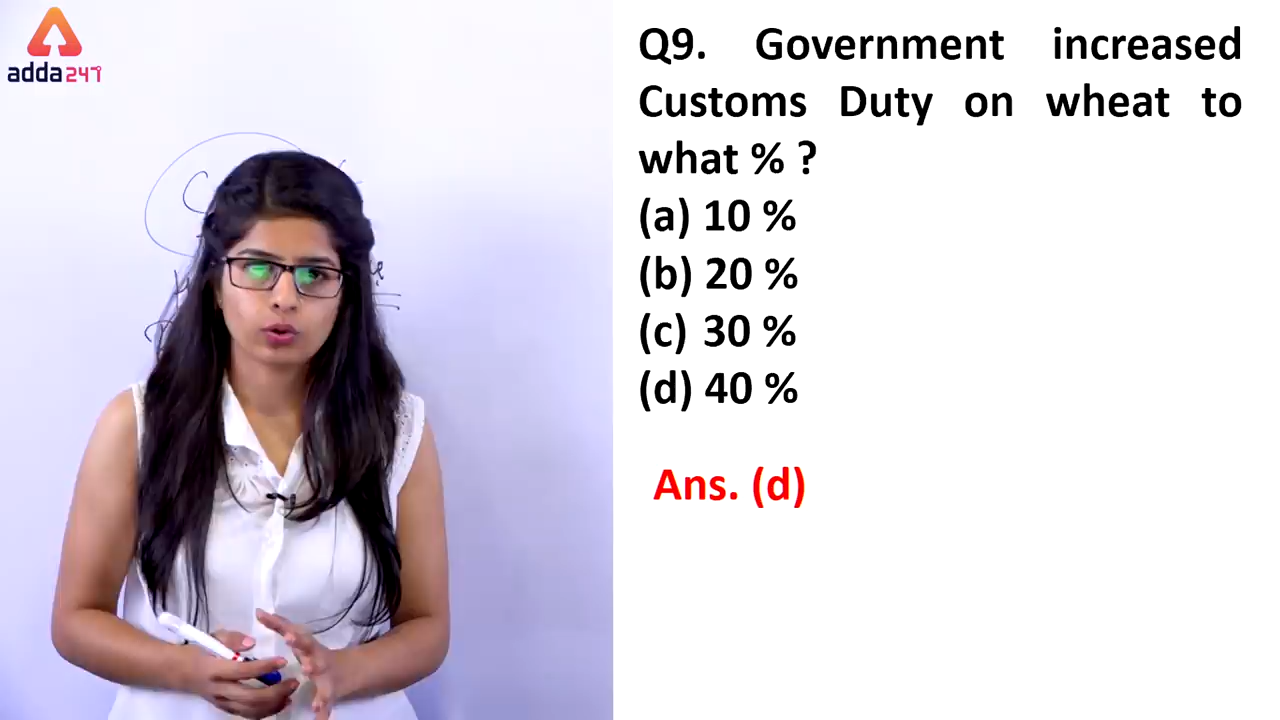 adda247
Q9. Government increased
Customs Duty on wheat to
what % ?
(a) 10 %
(b) 20 %
(c) 30 %
(d) 40 %
Ans. (d)